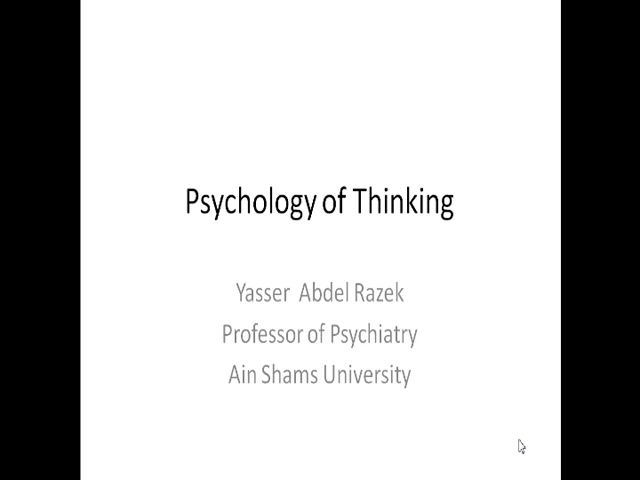 Psychology of Thinking
Yasser Abdel Razek
Professor of Psychiatry
Ain Shams University